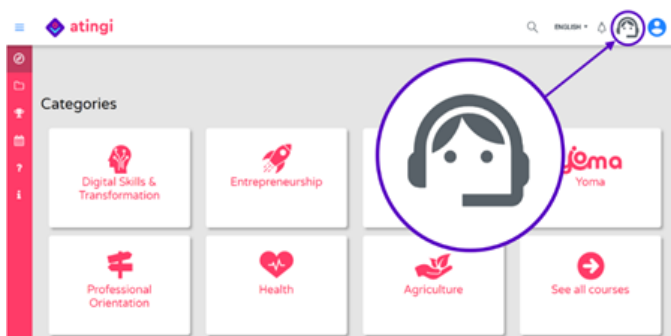 atingi
ENGLISH
Categories
Digital Skills &
Transformation
Entrepreneurship
yoma
Yoma
Professional
Orientation
Health
Agriculture
See all courses